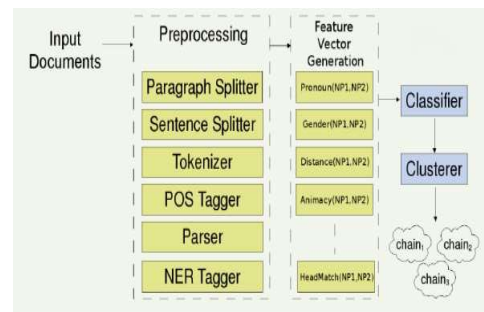 Input
Documents
Preprocessing
Paragraph Splitter
Sentence Splitter
Tokenizer
POS Tagger
Parser
NER Tagger
Feature
Vector
Generation
Pronoun(NP1,NP2)
Gender(NP1,NP2)
Distance(NP1,NP2)
Animacy(NP1,NP2)
HeadMatch(NP1,NP2)
Classifier
Clusterer
chain₁
chain₂
chain₃